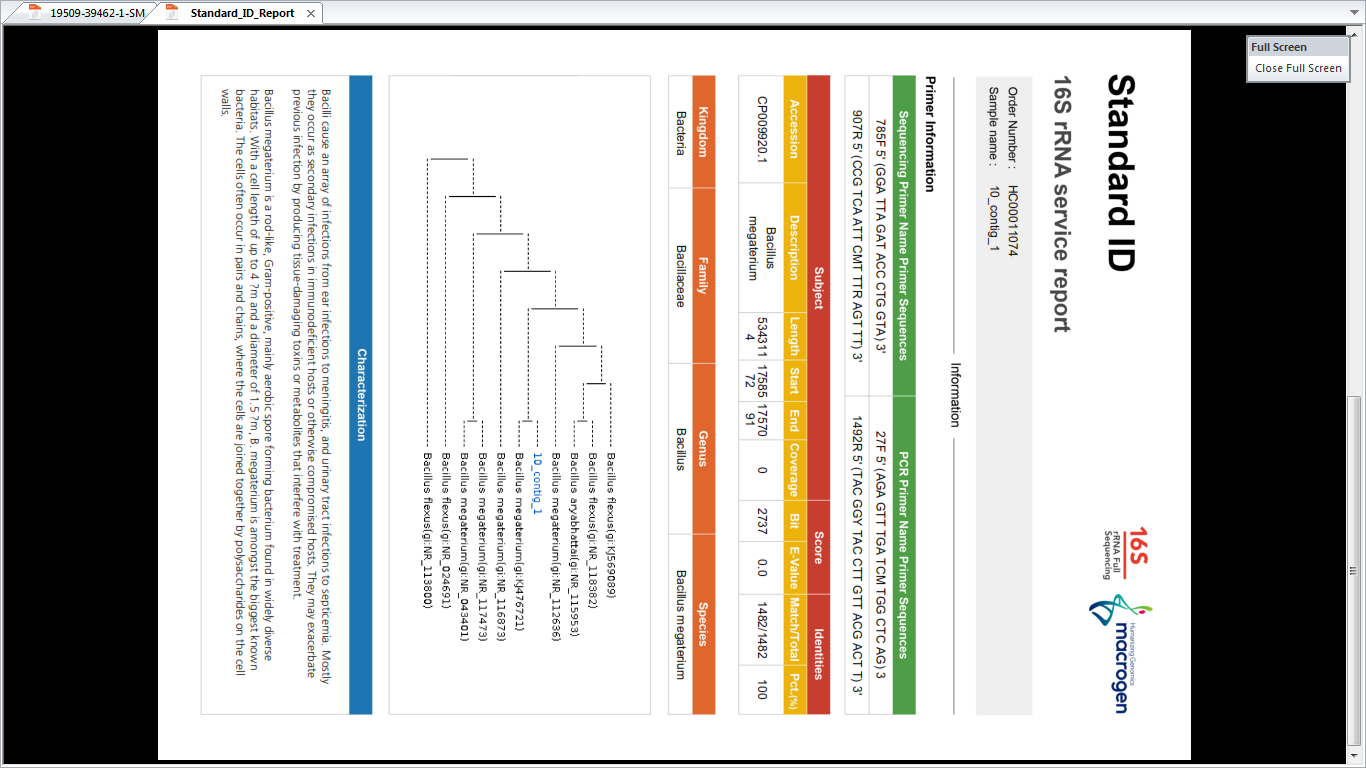 19509-39462-1-SM
Standard_ID_Report
Full Screen
Close Full Screen
Standard ID
16S rRNA service report
16S
rRNA Full
Sequencing
Humanizing Genomics
macrogen
Order Number : HC00011074
Sample name : 10_contig_1
Information
Primer Information
Sequencing Primer Name Primer Sequences PCR Primer Name Primer Sequences
785F 5' (GGA TTA GAT ACC CTG GTA) 3' 27F 5' (AGA GTT TGA TCM TGG CTC AG) 3
907R 5' (CCG TCA ATT CMT TTR AGT TT) 3' 1492R 5' (TAC GGY TAC CTT GTT ACG ACT T) 3'
Subject Score Identities
Accession Description Length Start End Coverage Bit E-Value Match/Total Pct.(%)
CP009920.1 Bacillus 534311 17585 17570 0 2737 0.0 1482/1482 100
megaterium 4 72 91
Kingdom Family Genus Species
Bacteria Bacillaceae Bacillus Bacillus megaterium
Bacillus flexus(gi:KJ569089)
Bacillus flexus(gi:NR_118382)
Bacillus aryabhattai(gi:NR_115953)
Bacillus megaterium(gi:NR_112636)
10_contig_1
Bacillus megaterium(gi:KJ476721)
Bacillus megaterium(gi:NR_116873)
Bacillus megaterium(gi:NR_117473)
Bacillus megaterium(gi:NR_043401)
Bacillus flexus(gi:NR_024691)
Bacillus flexus(gi:NR_113800)
Characterization
Bacilli cause an array of infections from ear infections to meningitis, and urinary tract infections to septicemia. Mostly
they occur as secondary infections in immunodeficient hosts or otherwise compromised hosts. They may exacerbate
previous infection by producing tissue-damaging toxins or metabolites that interfere with treatment.
Bacillus megaterium is a rod-like, Gram-positive, mainly aerobic spore forming bacterium found in widely diverse
habitats. With a cell length of up to 4 ?m and a diameter of 1.5 ?m, B. megaterium is amongst the biggest known
bacteria. The cells often occur in pairs and chains, where the cells are joined together by polysaccharides on the cell
walls.